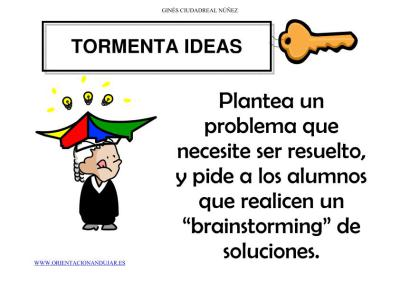 GINÉS CIUDADREAL NÚÑEZ
TORMENTA IDEAS
Plantea un
problema que
necesite ser resuelto,
y pide a los alumnos
que realicen un
“brainstorming” de
soluciones.
WWW.ORIENTACIONANDUJAR.ES